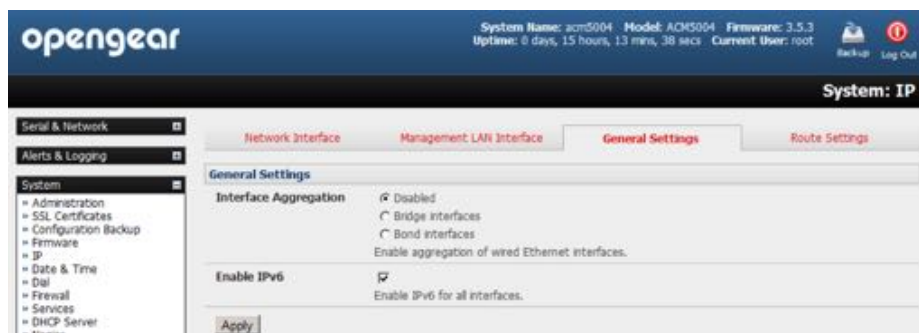 opengear
System Name: acm5004 Model: ACM5004 Firmware: 3.5.3
Uptime: 0 days, 15 hours, 13 mins, 38 secs Current User: root
Backup
Log Out
System: IP
Serial & Network
Alerts & Logging
System
Administration
SSL Certificates
Configuration Backup
Firmware
IP
Date & Time
Dial
Firewall
Services
DHCP Server
Network Interface
Management LAN Interface
General Settings
Route Settings
General Settings
Interface Aggregation
Disabled
Bridge interfaces
Bond interfaces
Enable aggregation of wired Ethernet interfaces.
Enable IPv6
Enable IPv6 for all interfaces.
Apply